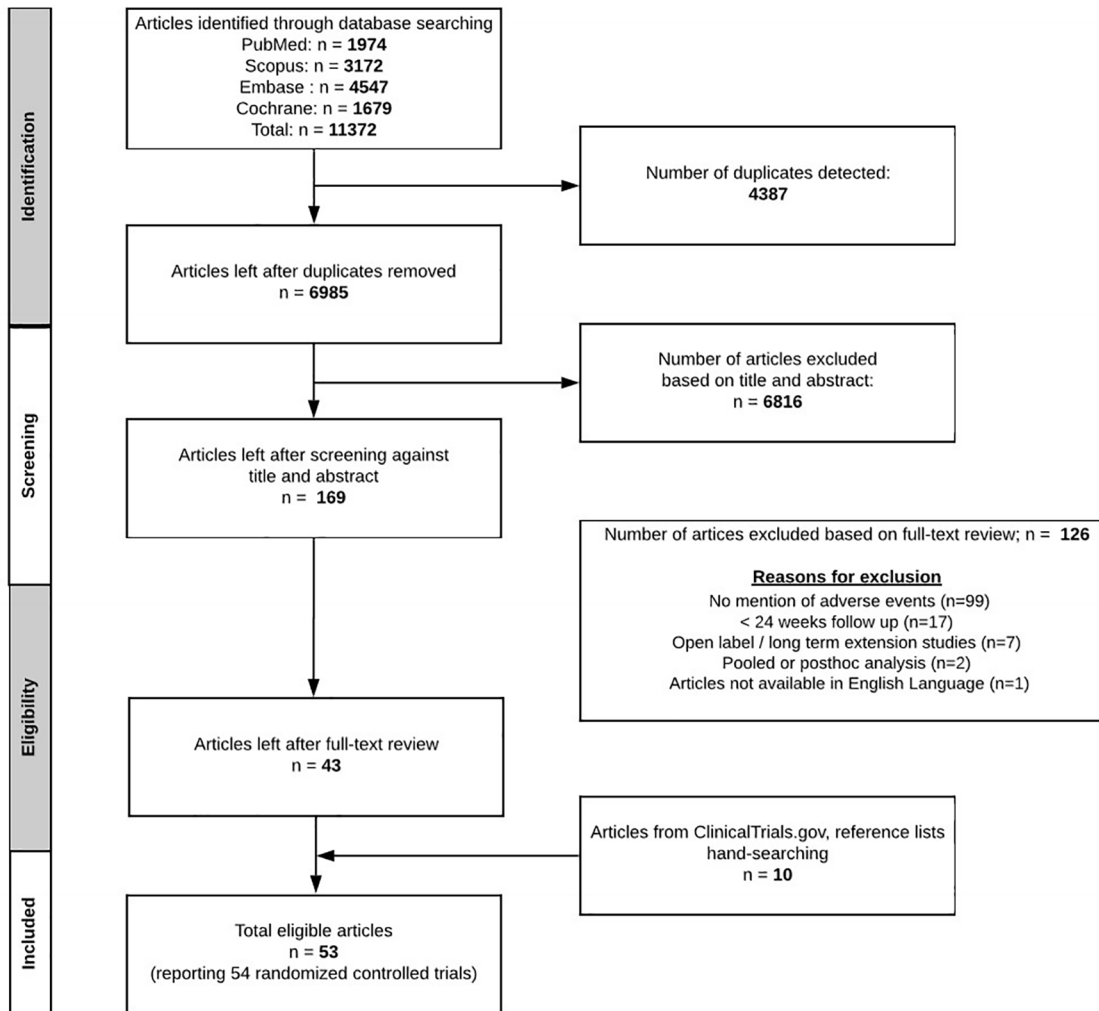 Identification
Articles identified through database searching
PubMed: n = 1974
Scopus: n = 3172
Embase : n = 4547
Cochrane: n = 1679
Total: n = 11372
Number of duplicates detected:
4387
Articles left after duplicates removed
n = 6985
Screening
Number of articles excluded
based on title and abstract:
n = 6816
Articles left after screening against
title and abstract
n = 169
Number of artices excluded based on full-text review; n = 126
Reasons for exclusion
No mention of adverse events (n=99)
< 24 weeks follow up (n=17)
Open label / long term extension studies (n=7)
Pooled or posthoc analysis (n=2)
Articles not available in English Language (n=1)
Eligibility
Articles left after full-text review
n = 43
Articles from ClinicalTrials.gov, reference lists
hand-searching
n = 10
Included
Total eligible articles
n = 53
(reporting 54 randomized controlled trials)